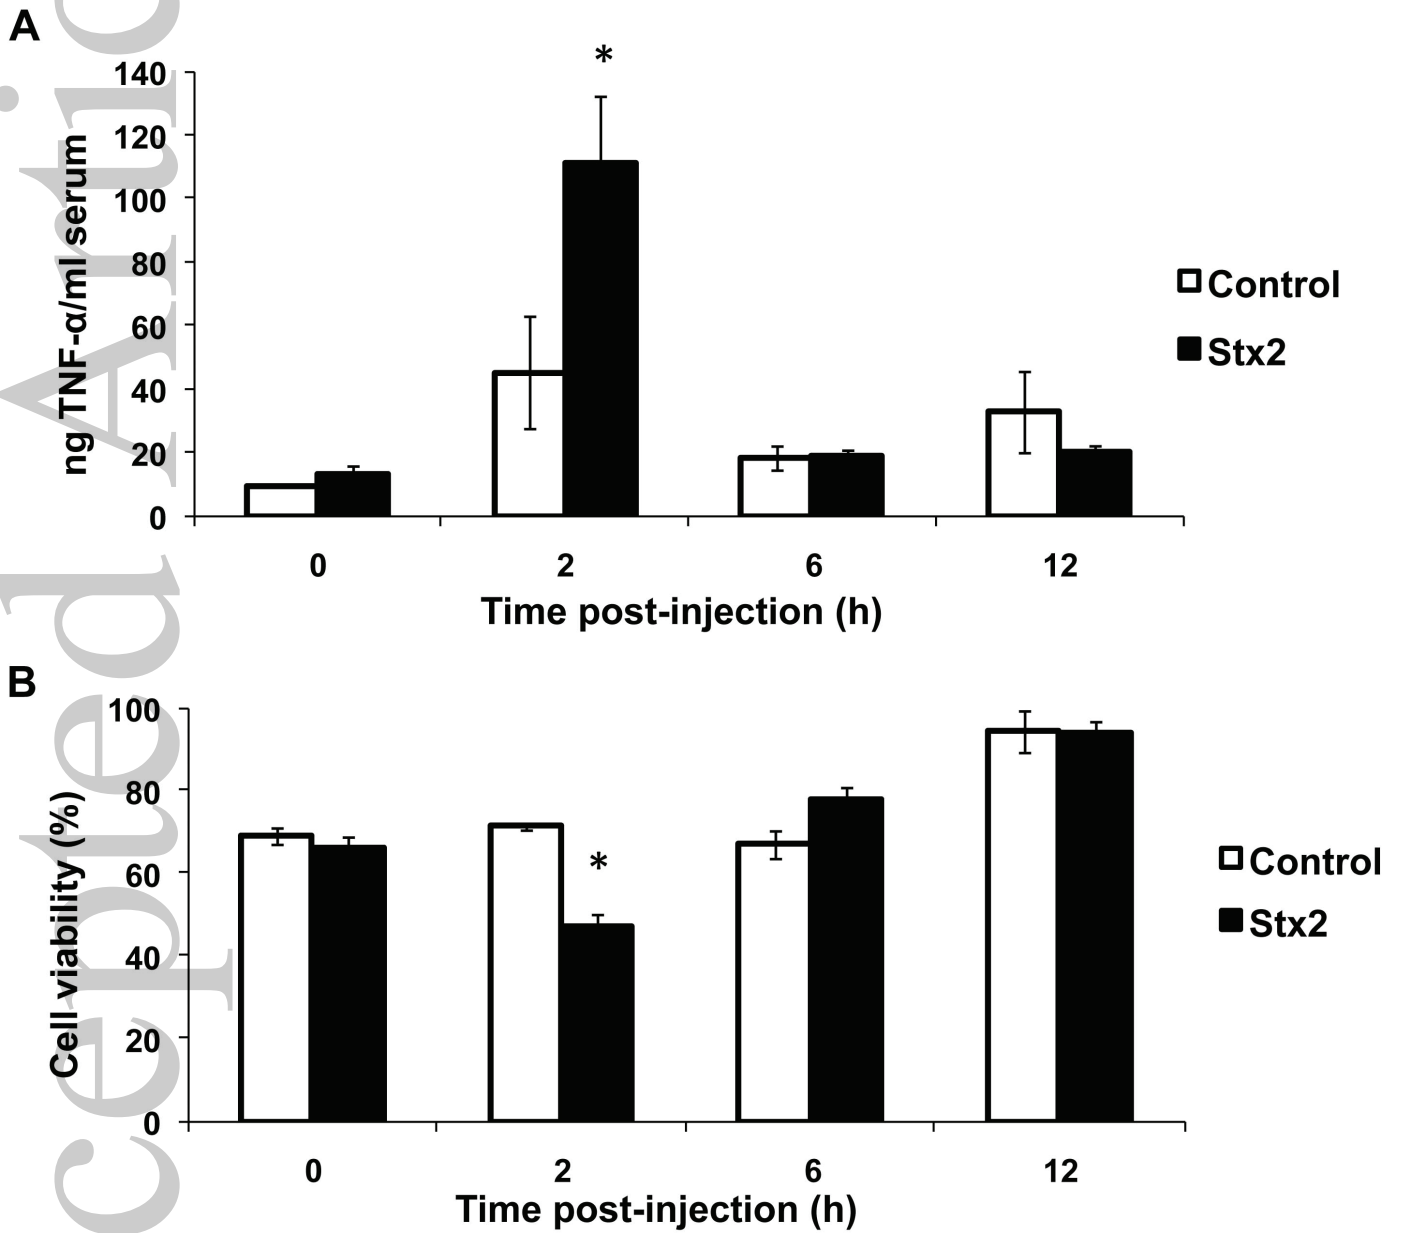 A
*
140
120
100
80
60
40
20
0
ng TNF-α/ml serum
Control
Stx2
0 2 6 12
Time post-injection (h)
B
100
80
60
40
20
0
Cell viability (%)
*
Control
Stx2
0 2 6 12
Time post-injection (h)
cepted Artic